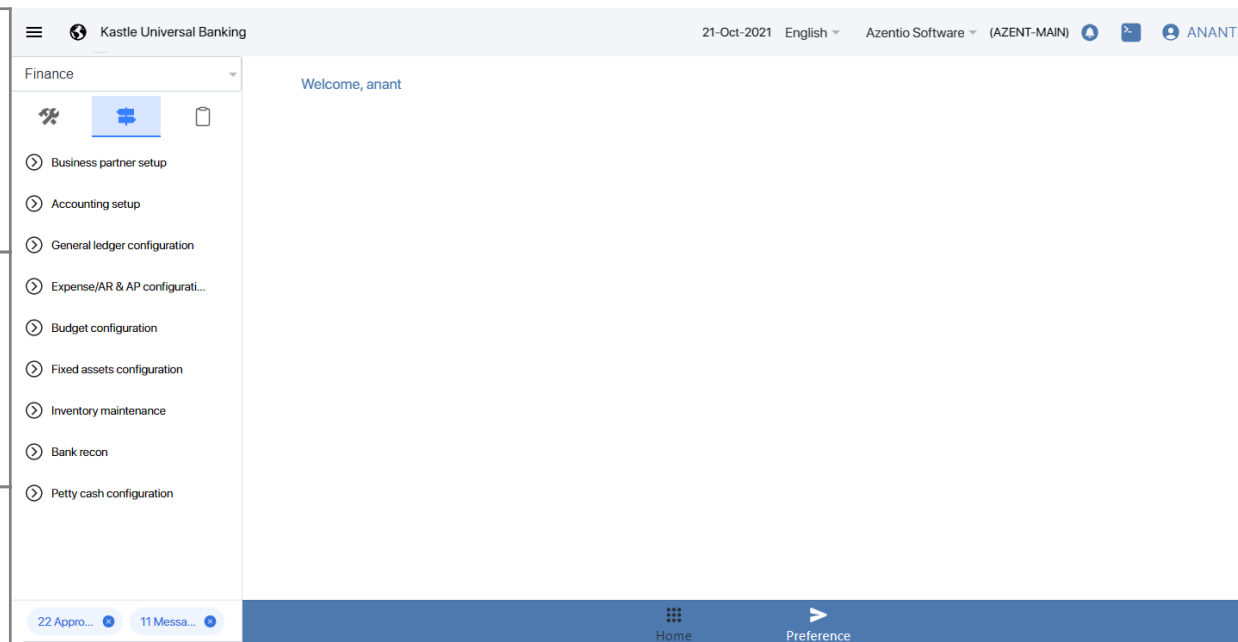 Kastle Universal Banking
21-Oct-2021 English Azentio Software (AZENT-MAIN) ANANT
Finance
Welcome, anant
Business partner setup
Accounting setup
General ledger configuration
Expense/AR & AP configurati...
Budget configuration
Fixed assets configuration
Inventory maintenance
Bank recon
Petty cash configuration
22 Appro... 11 Messa...
Home Preference